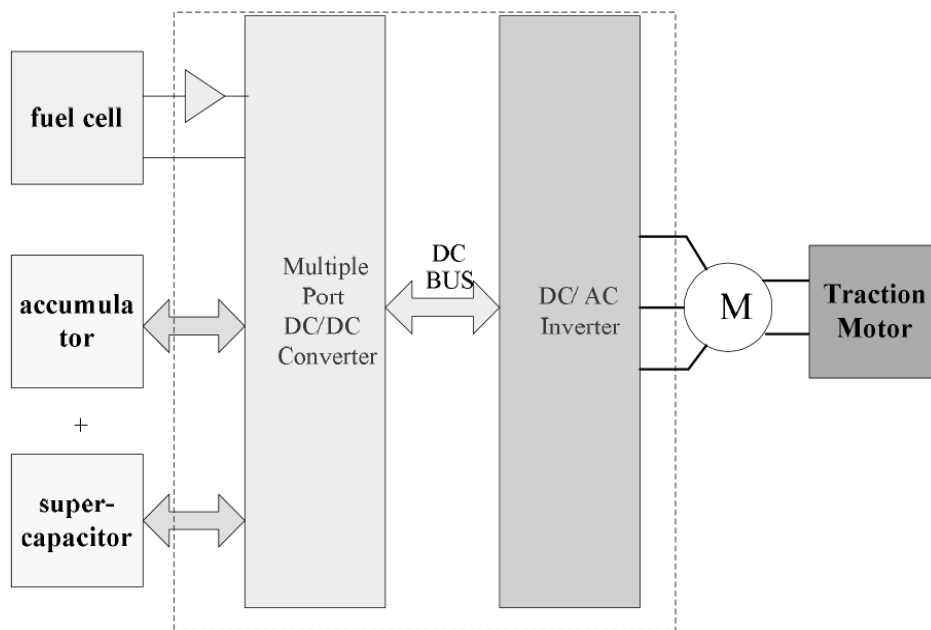 fuel cell
accumula
tor
+
super-
capacitor
Multiple
Port
DC/DC
Converter
DC
BUS
DC/ AC
Inverter
M
Traction
Motor